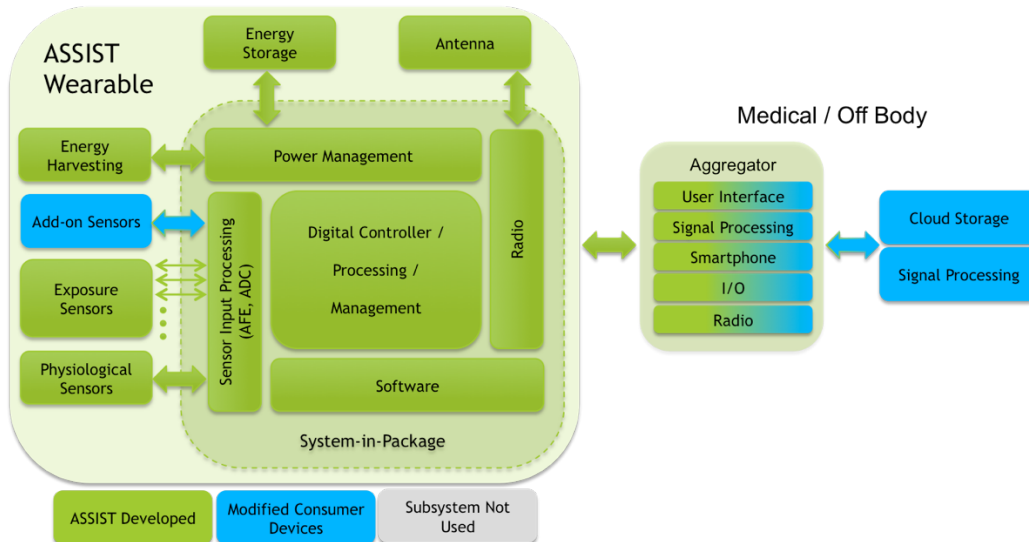 ASSIST
Wearable
Energy
Storage
Antenna
Energy
Harvesting
Power Management
Add-on Sensors
Exposure
Sensors
Physiological
Sensors
Sensor Input Processing
(AFE, ADC)
Digital Controller /
Processing /
Management
Radio
Software
System-in-Package
Medical / Off Body
Aggregator
User Interface
Signal Processing
Smartphone
I/O
Radio
Cloud Storage
Signal Processing
ASSIST Developed
Modified Consumer
Devices
Subsystem Not
Used